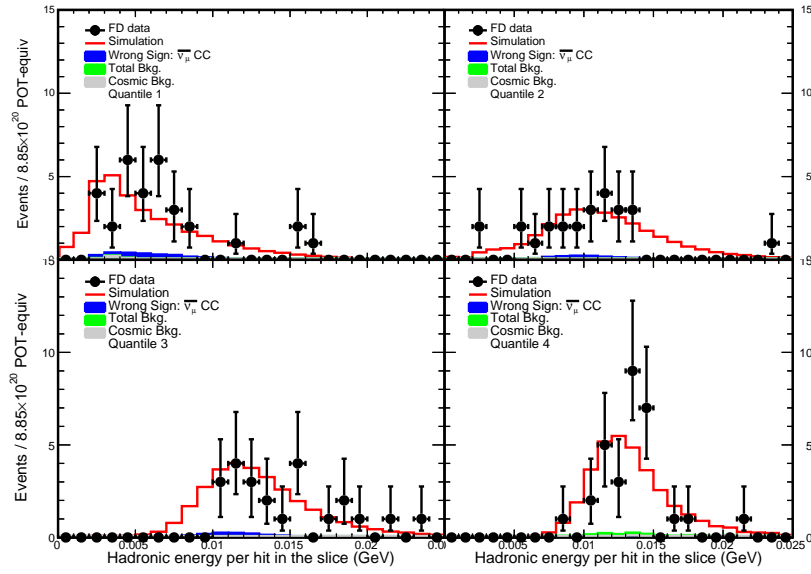 15
FD data
Simulation
Wrong Sign: ν̅μ CC
Total Bkg.
Cosmic Bkg.
Quantile 1
10
5
Events / 8.85×10²⁰ POT-equiv
15
FD data
Simulation
Wrong Sign: ν̅μ CC
Total Bkg.
Cosmic Bkg.
Quantile 2
10
5
15
FD data
Simulation
Wrong Sign: ν̅μ CC
Total Bkg.
Cosmic Bkg.
Quantile 3
10
5
Events / 8.85×10²⁰ POT-equiv
0 0.005 0.01 0.015 0.02
Hadronic energy per hit in the slice (GeV)
15
FD data
Simulation
Wrong Sign: ν̅μ CC
Total Bkg.
Cosmic Bkg.
Quantile 4
10
5
0.005 0.01 0.015 0.02 0.025
Hadronic energy per hit in the slice (GeV)